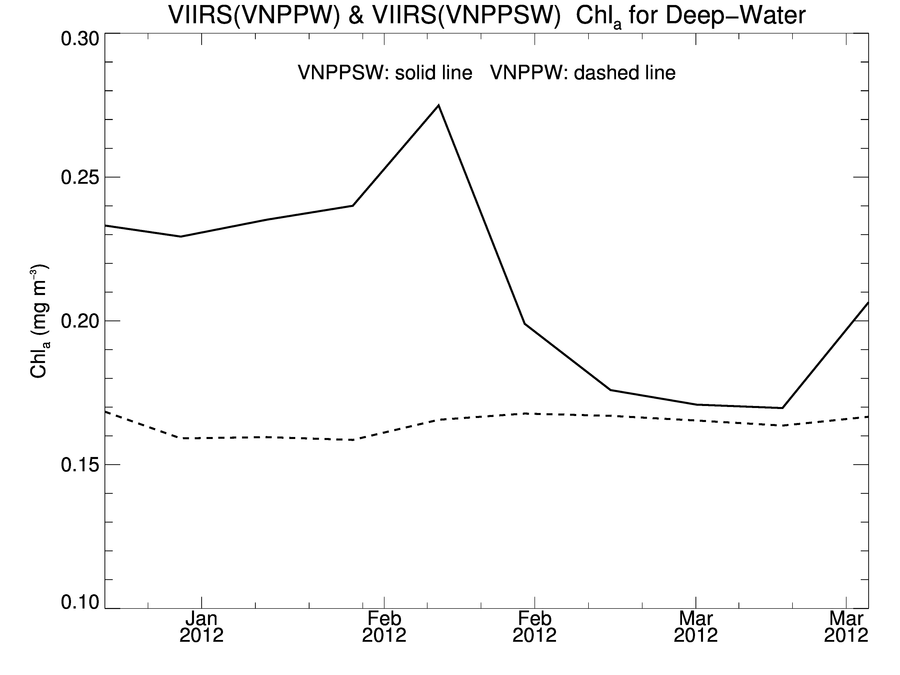 VIIRS(VNPPW) & VIIRS(VNPPSW) Chlₐ for Deep−Water
VNPPSW: solid line VNPPW: dashed line
0.30
0.25
0.20
0.15
0.10
Chlₐ (mg m⁻³)
Jan Feb Feb Mar Mar
2012 2012 2012 2012 2012